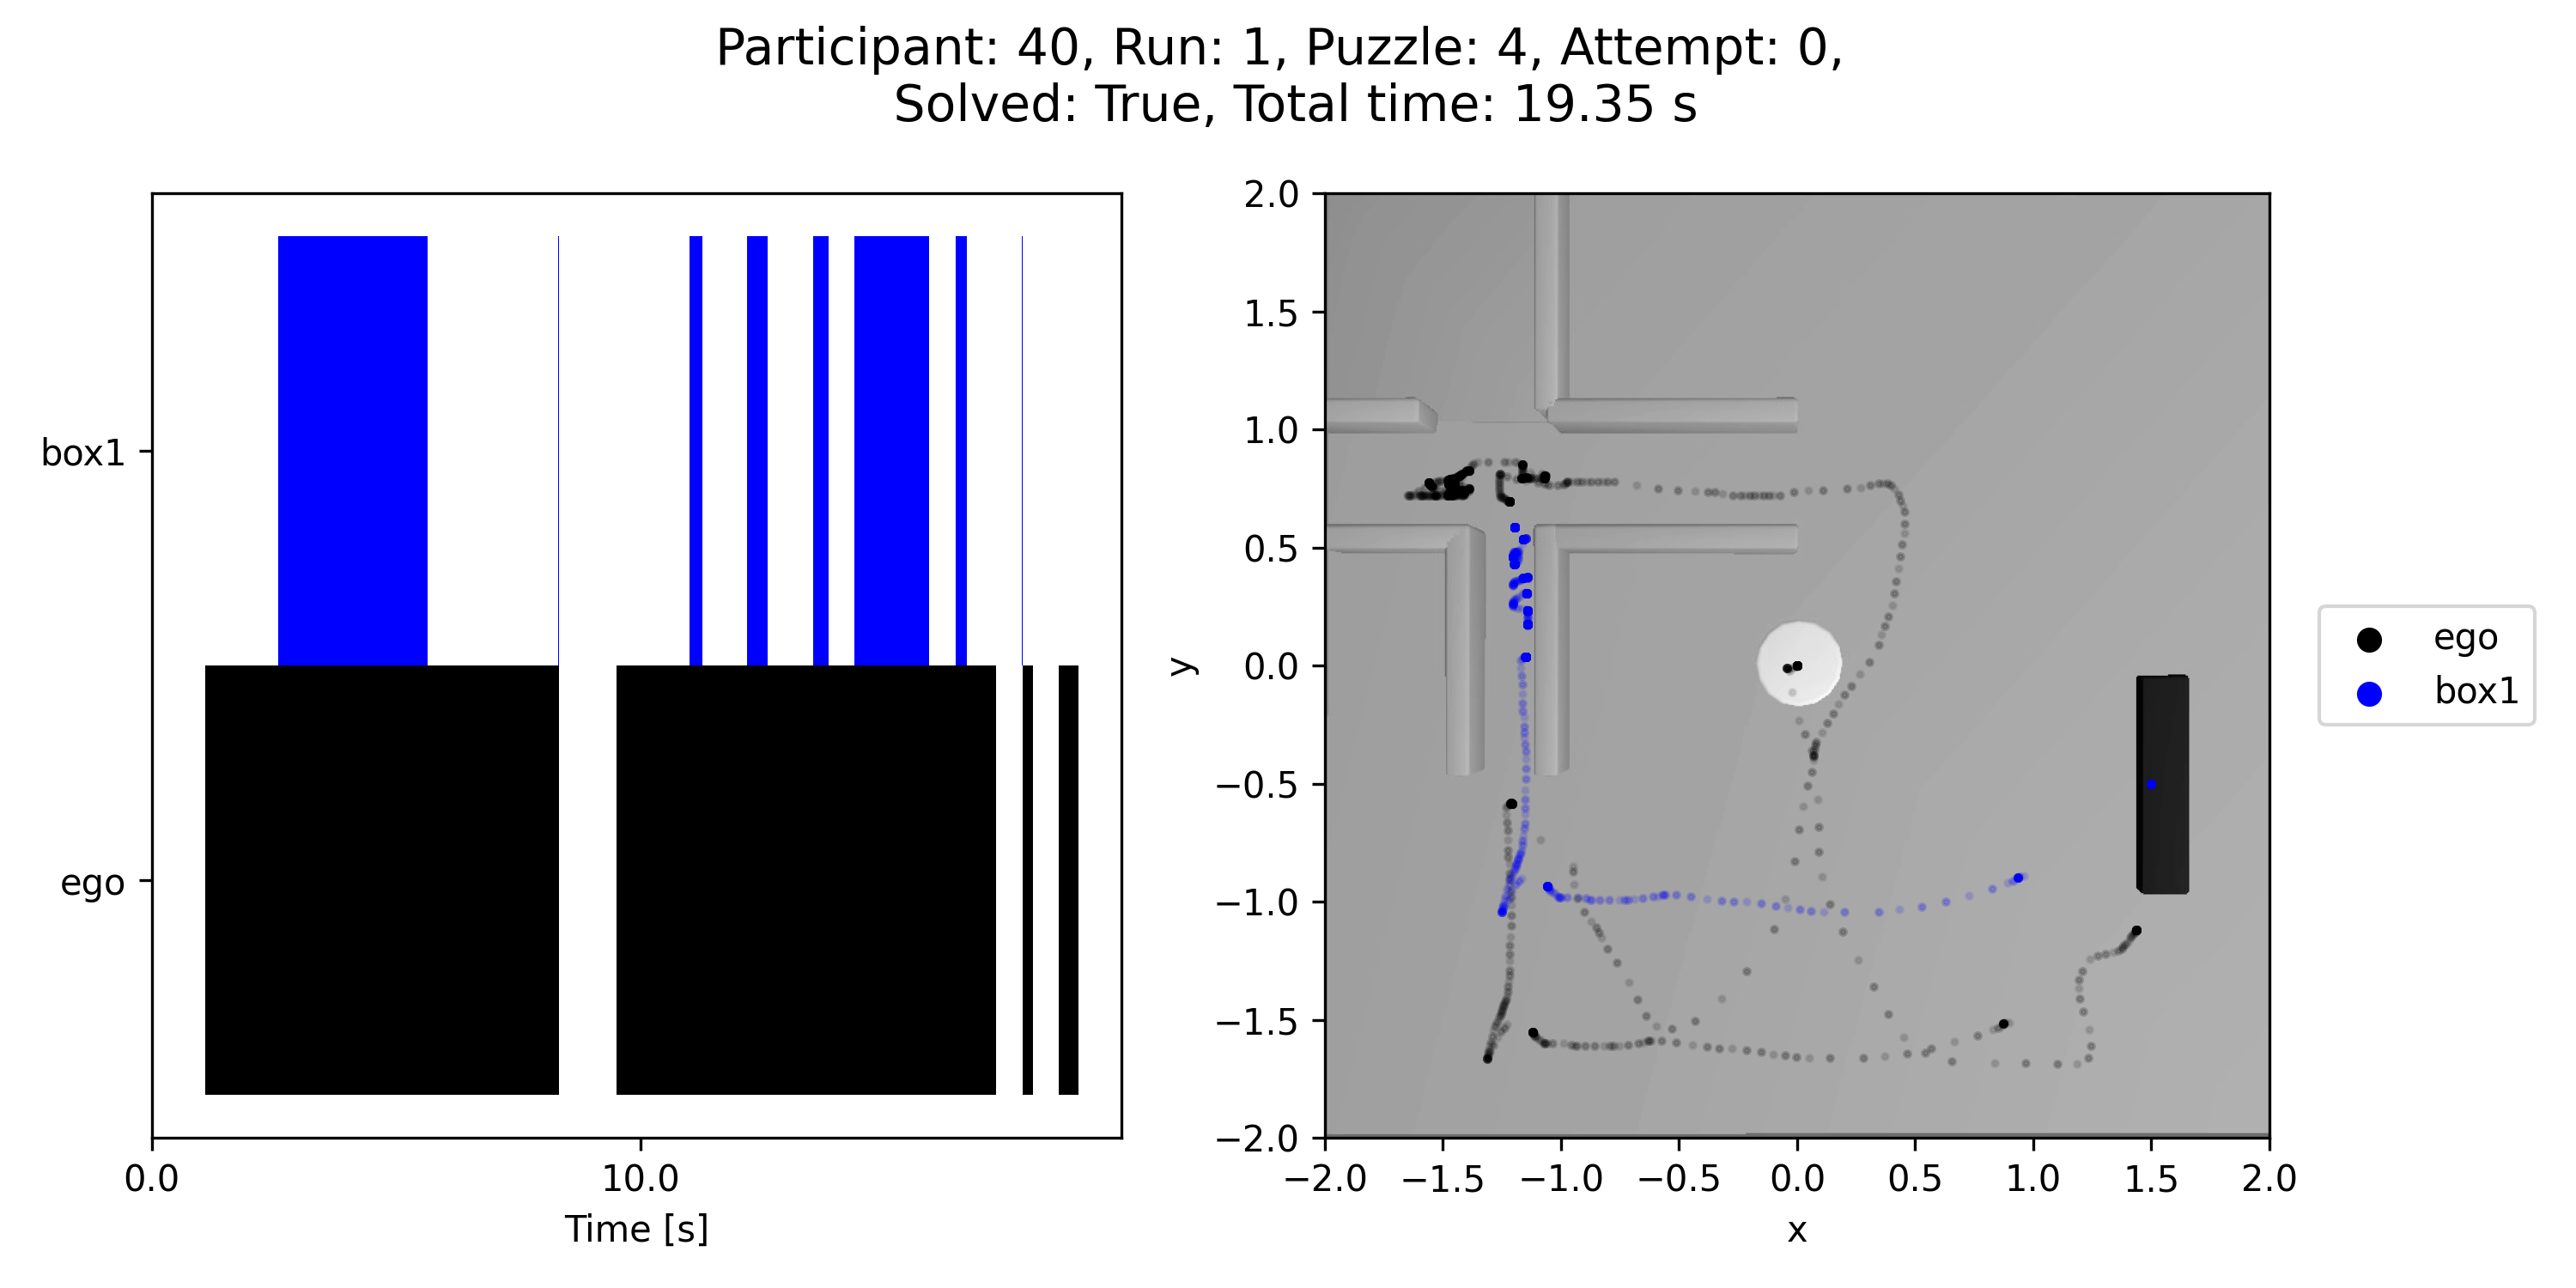 Participant: 40, Run: 1, Puzzle: 4, Attempt: 0,
Solved: True, Total time: 19.35 s
box1
ego
0.0
10.0
Time [s]
2.0
1.5
1.0
0.5
0.0
−0.5
−1.0
−1.5
−2.0
y
−2.0
−1.5
−1.0
−0.5
0.0
0.5
1.0
1.5
2.0
x
ego
box1